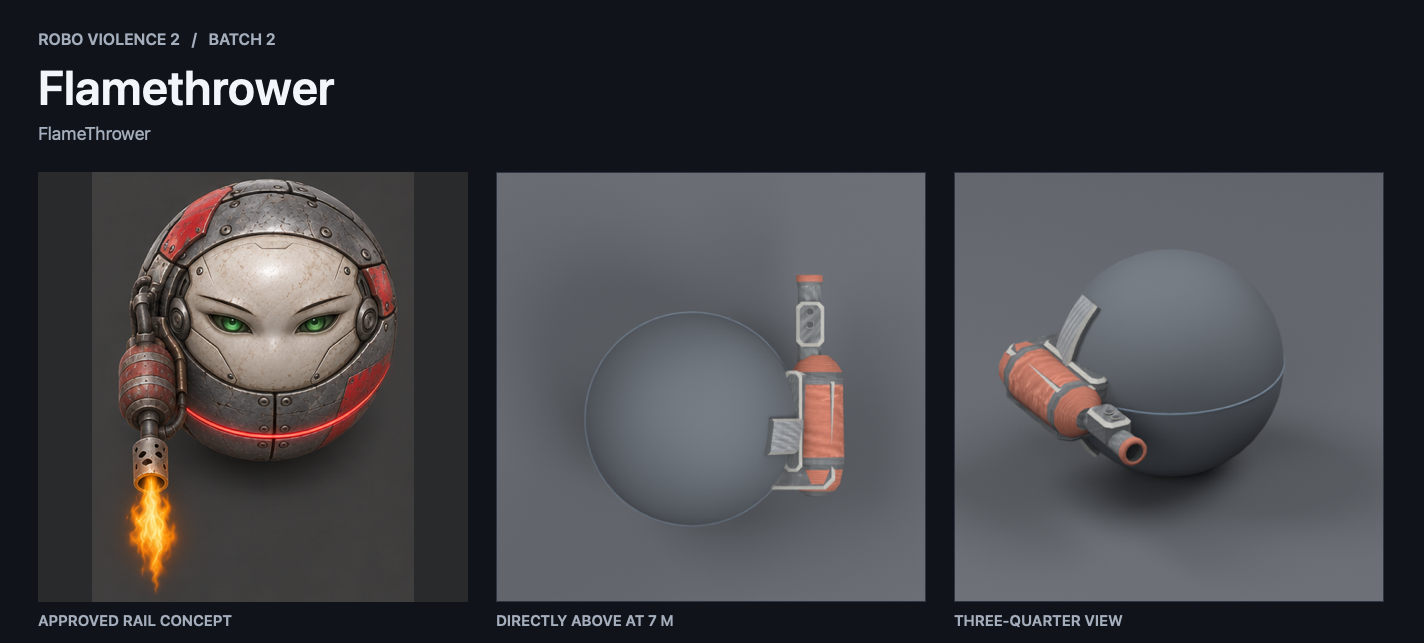 ROBO VIOLENCE 2 / BATCH 2
Flamethrower
FlameThrower
APPROVED RAIL CONCEPT
DIRECTLY ABOVE AT 7 M
THREE-QUARTER VIEW